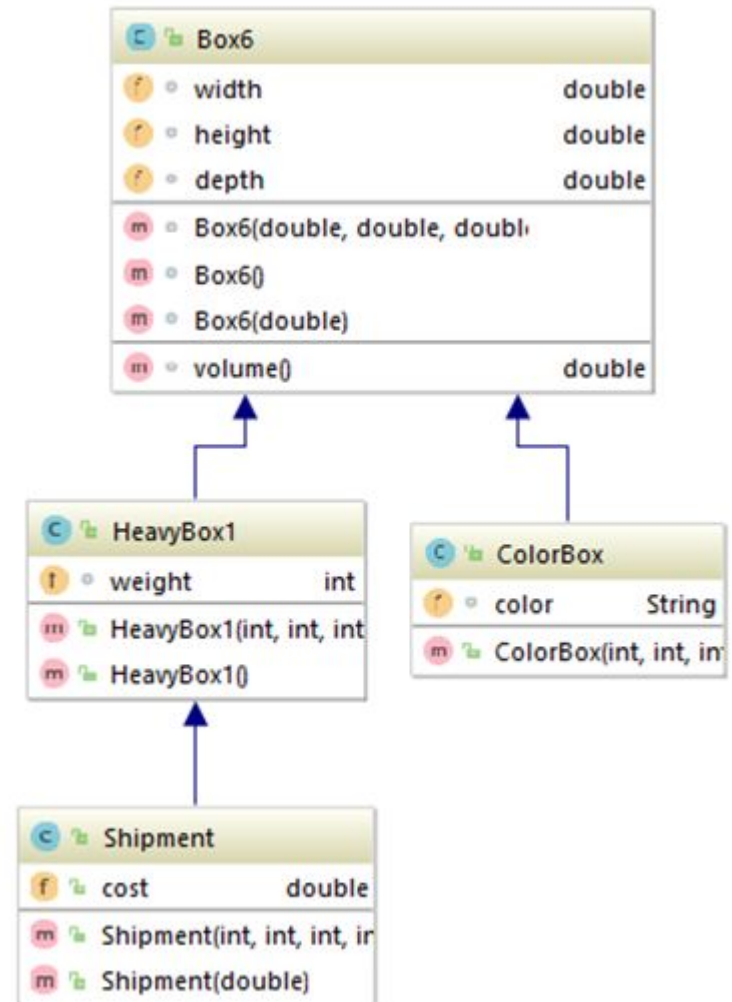 Box6
width double
height double
depth double
Box6(double, double, doubl
Box6()
Box6(double)
volume() double
HeavyBox1
weight int
HeavyBox1(int, int, int
HeavyBox1()
ColorBox
color String
ColorBox(int, int, in
Shipment
cost double
Shipment(int, int, int, in
Shipment(double)